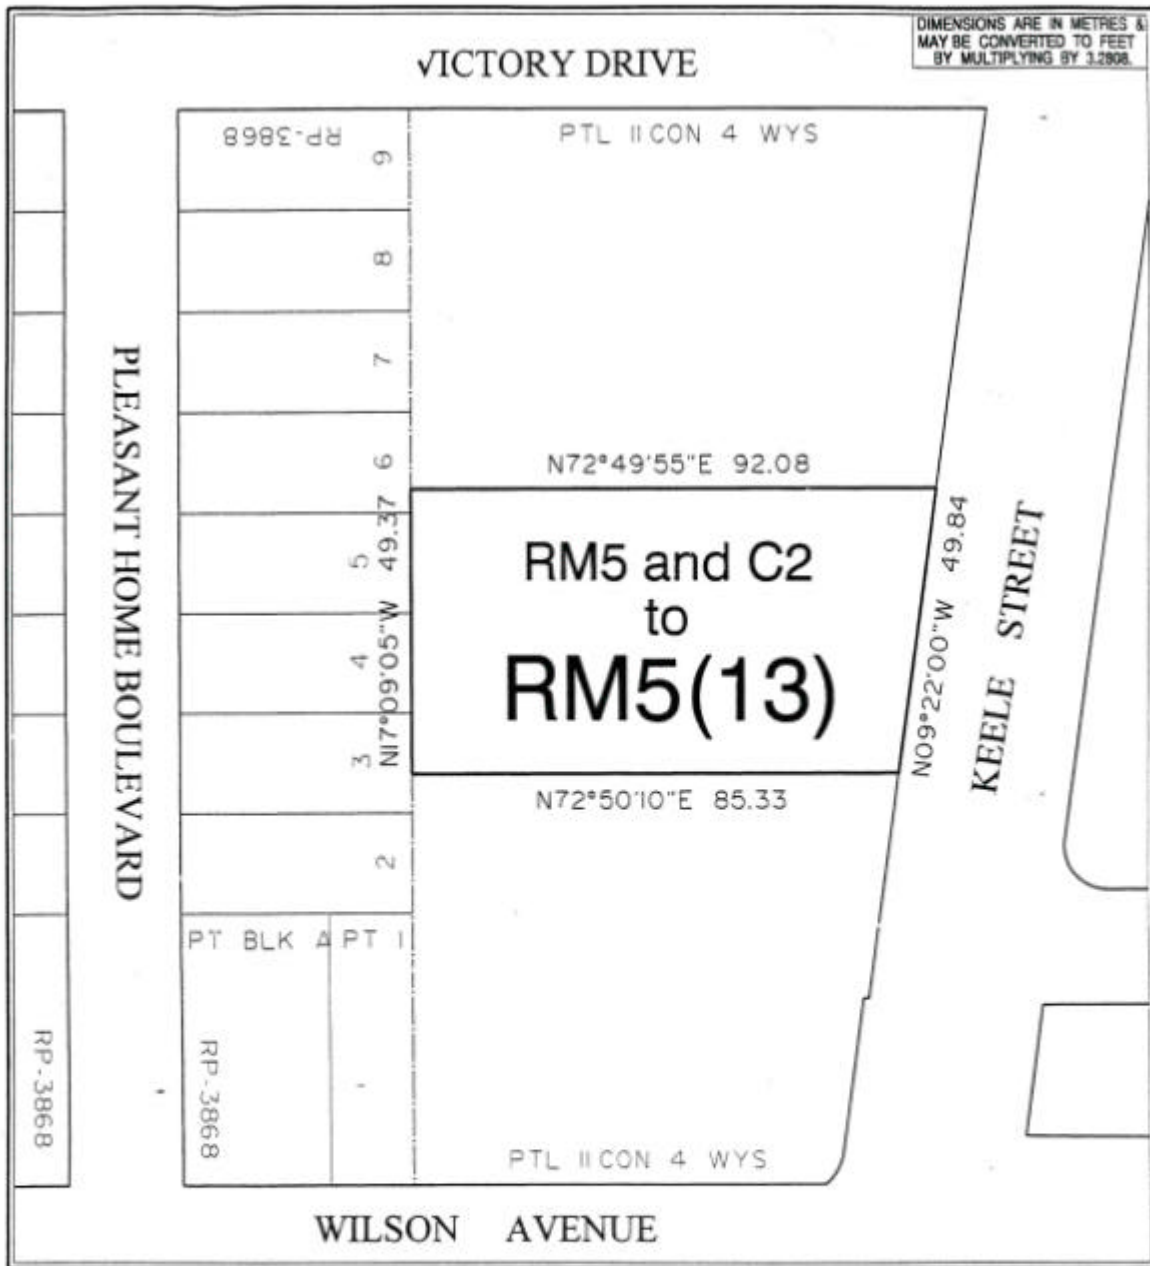 DIMENSIONS ARE IN METRES &
MAY BE CONVERTED TO FEET
BY MULTIPLYING BY 3.2808.
VICTORY DRIVE
RP-3868
PTL 11 CON 4 WYS
9
8
7
6
5
4
3
2
PLEASANT HOME BOULEVARD
N72°49'55"E 92.08
N17°09'05"W 49.37
RM5 and C2
to
RM5(13)
N09°22'00"W 49.84
KEELE STREET
N72°50'10"E 85.33
PT BLK A
PT 1
RP-3868
RP-3868
PTL 11 CON 4 WYS
WILSON AVENUE